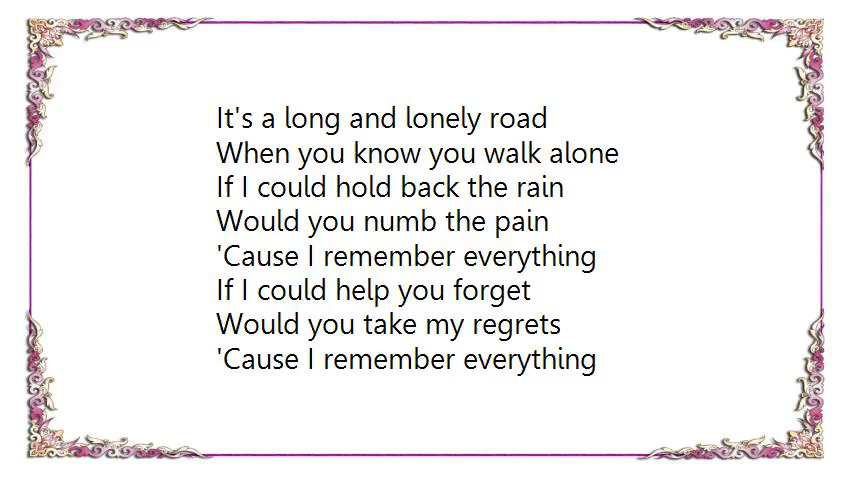 It's a long and lonely road
When you know you walk alone
If I could hold back the rain
Would you numb the pain
'Cause I remember everything
If I could help you forget
Would you take my regrets
'Cause I remember everything